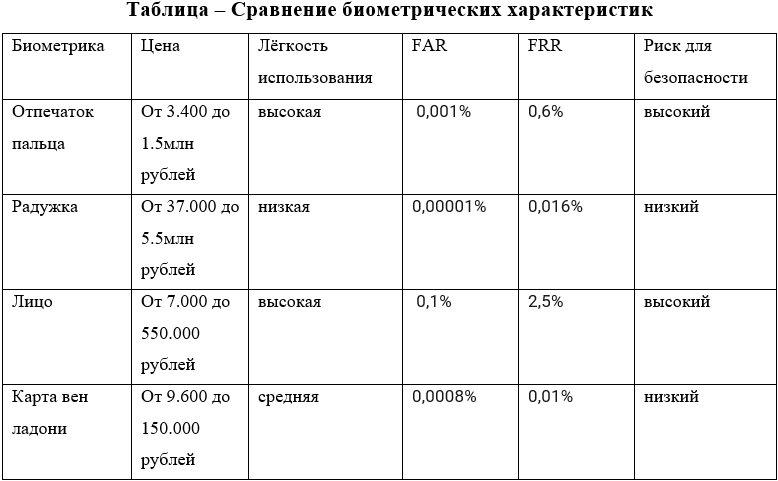 Таблица – Сравнение биометрических характеристик
Биометрика Цена Лёгкость использования FAR FRR Риск для безопасности
Отпечаток пальца От 3.400 до 1.5млн рублей высокая 0,001% 0,6% высокий
Радужка От 37.000 до 5.5млн рублей низкая 0,00001% 0,016% низкий
Лицо От 7.000 до 550.000 рублей высокая 0,1% 2,5% высокий
Карта вен ладони От 9.600 до 150.000 рублей средняя 0,0008% 0,01% низкий